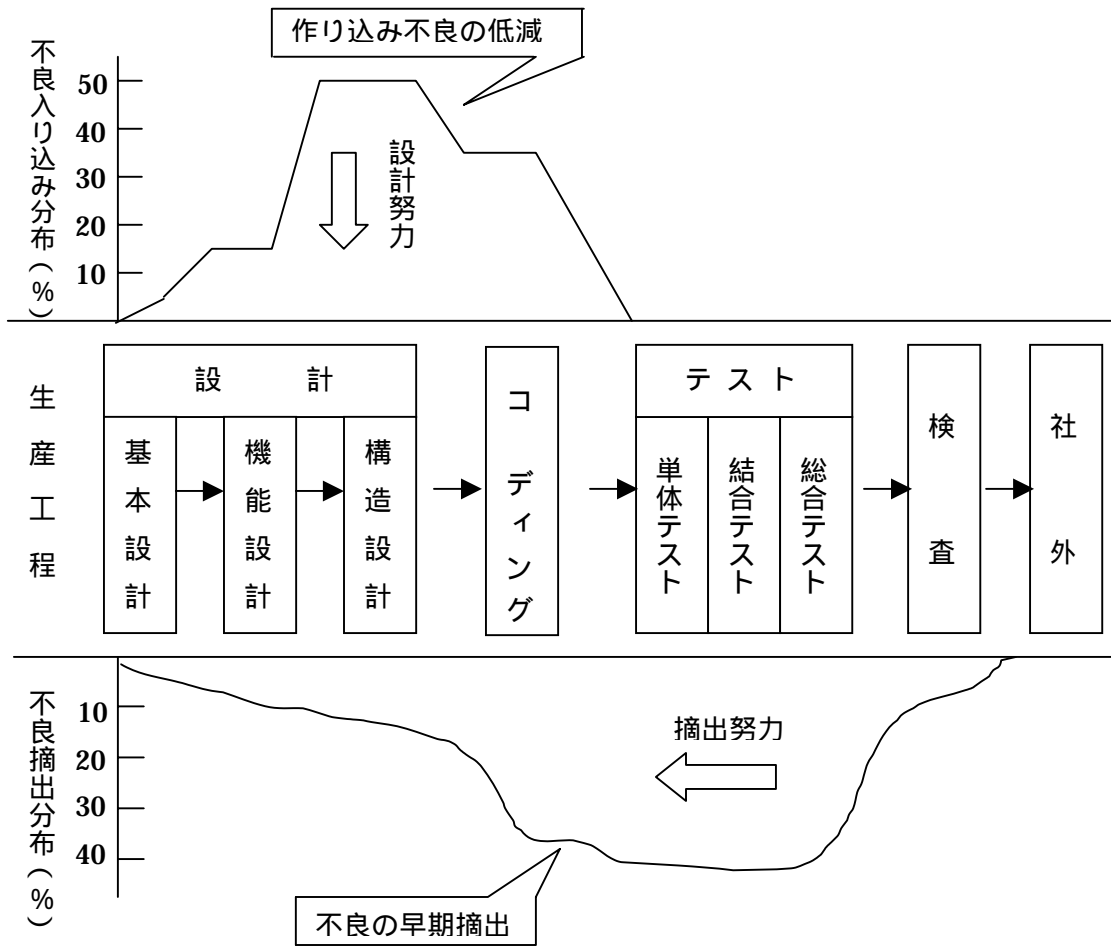 作り込み不良の低減
不良入り込み分布(%)
50
40
30
20
10
設計努力
生産工程
設 計
基本設計
機能設計
構造設計
コーディング
テスト
単体テスト
結合テスト
総合テスト
検査
社外
不良摘出分布(%)
10
20
30
40
摘出努力
不良の早期摘出